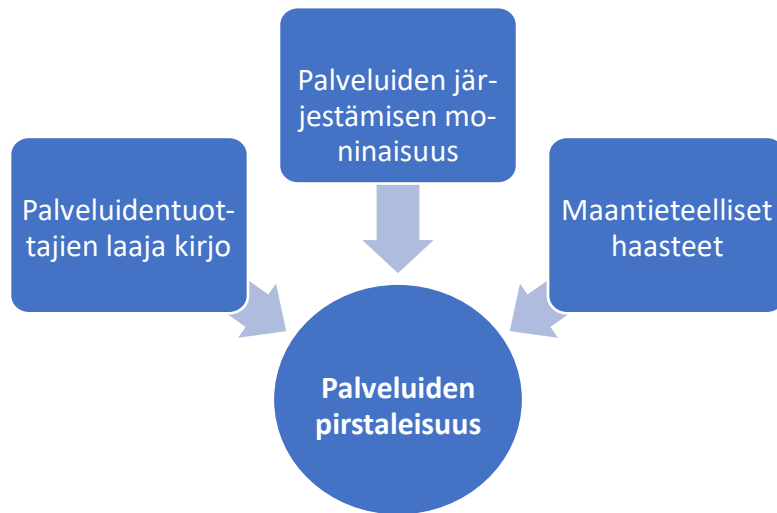 Palveluiden jär-
jestämisen mo-
ninaisuus
Palveluidentuot-
tajien laaja kirjo
Maantieteelliset
haasteet
Palveluiden
pirstaleisuus